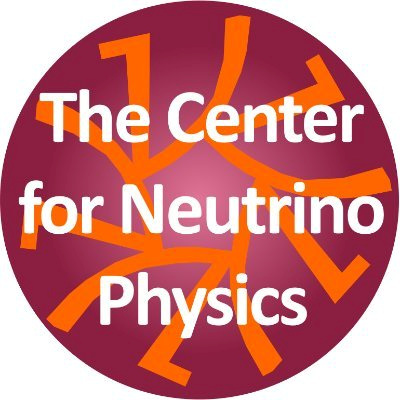 The Center
for Neutrino
Physics